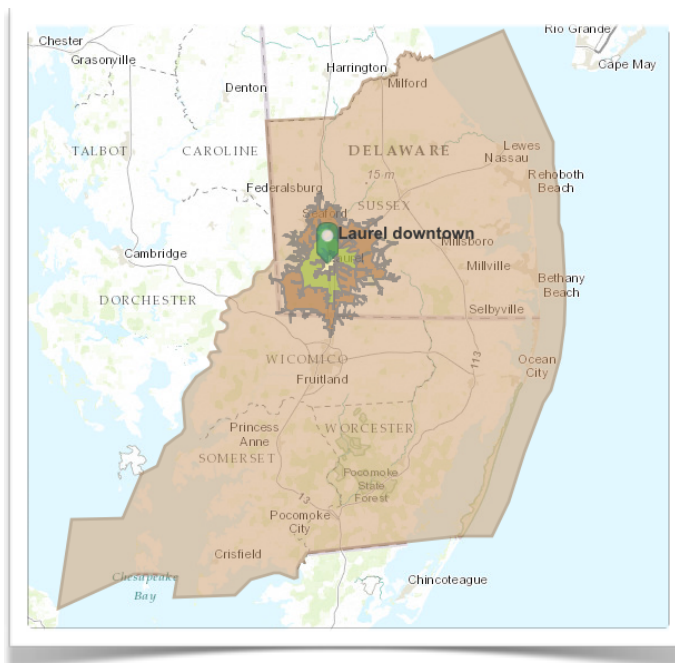 Rio Grande
Chester
Grasonville
Cape May
Harrington
Milford
Denton
TALBOT
CAROLINE
DELAWARE
Lewes
Nassau
15 m
Rehoboth
Beach
Federalsburg
SUSSEX
Seaford
Laurel downtown
Millsboro
Laurel
Cambridge
Millville
Bethany
Beach
DORCHESTER
Selbyville
WICOMICO
113
Ocean
City
Fruitland
Princess
Anne
WORCESTER
SOMERSET
Pocomoke
State
Forest
13
Pocomoke
City
Crisfield
Chesapeake
Bay
Chincoteague